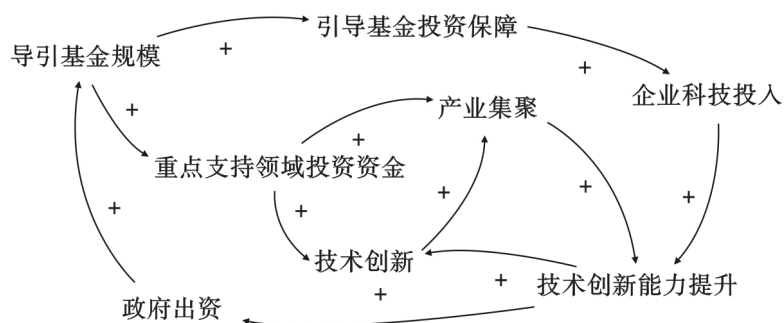 引导基金投资保障
+
导引基金规模
+
企业科技投入
+
产业集聚
+
重点支持领域投资资金
+
+
+
+
+
技术创新
+
技术创新能力提升
+
政府出资
+